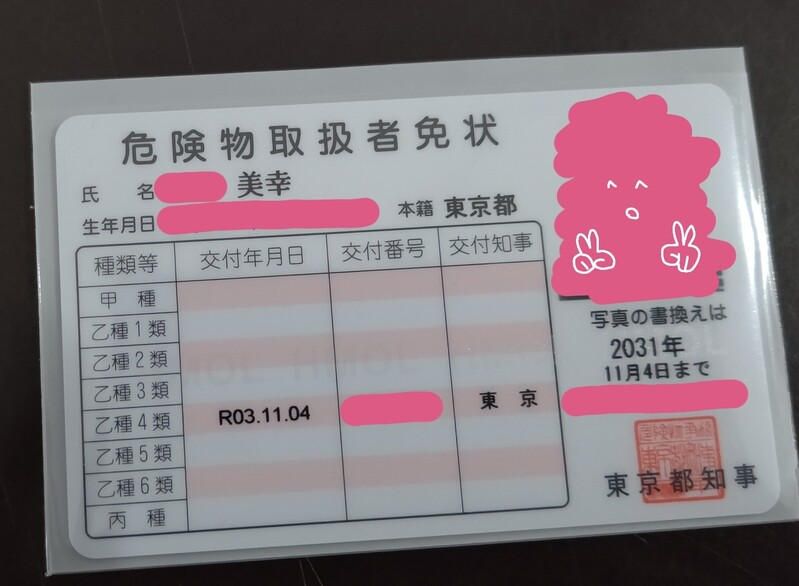 危険物取扱者免状
氏 名 美幸
生年月日
本籍 東京都
種類等 交付年月日 交付番号 交付知事
甲 種
乙種1類
乙種2類
乙種3類
乙種4類 R03.11.04 東 京
乙種5類
乙種6類
丙 種
写真の書換えは
2031年
11月4日まで
東京都知事